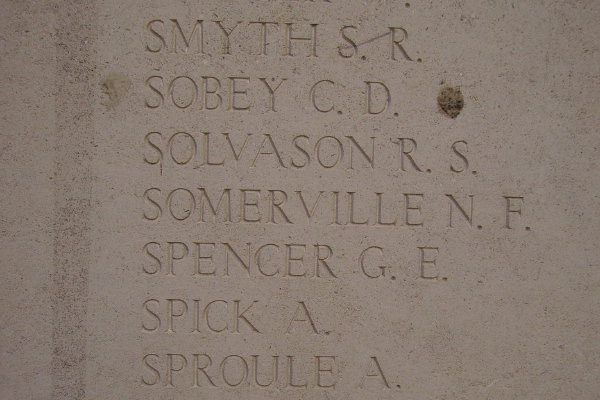 SMYTH S. R.
SOBEY C. D.
SOLVASON R. S.
SOMERVILLE N. F.
SPENCER G. E.
SPICK A.
SPROULE A.